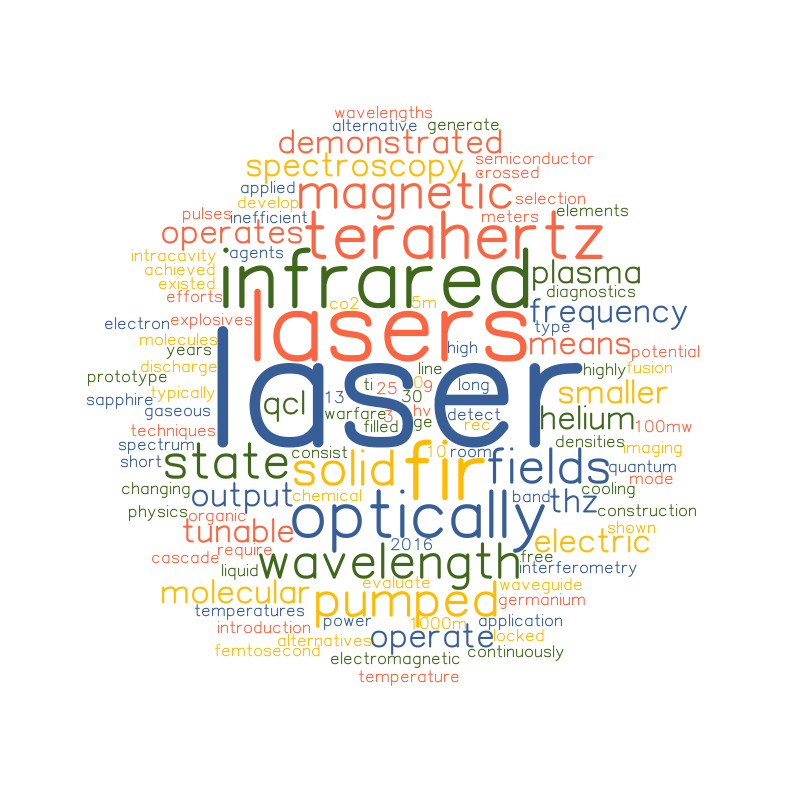 wavelengths
alternative generate
demonstrated
spectroscopy semiconductor
crossed
applied magnetic
develop selection
pulses inefficient meters elements
operates terahertz
intracavity agents
achieved infrared plasma
existed diagnostics
efforts co2 5m
explosives lasers frequency
electron type
molecules means
years high potential
discharge line highly fusion
prototype laser ti 25 0 9 long
typically 30 smaller
sapphire qcl 13
gaseous warfare 3 hv detect helium
techniques filled ge rec 100mw
spectrum consist 10 room densities imaging
short state solid fir fields quantum
mode
changing output chemical band thz cooling
physics organic optically construction
tunable shown
require 2016 electric
cascade wavelength free
liquid interferometry
molecular evaluate waveguide
pumped germanium
temperatures
introduction power 1000m application
alternatives operate locked
femtosecond continuously
electromagnetic
temperature